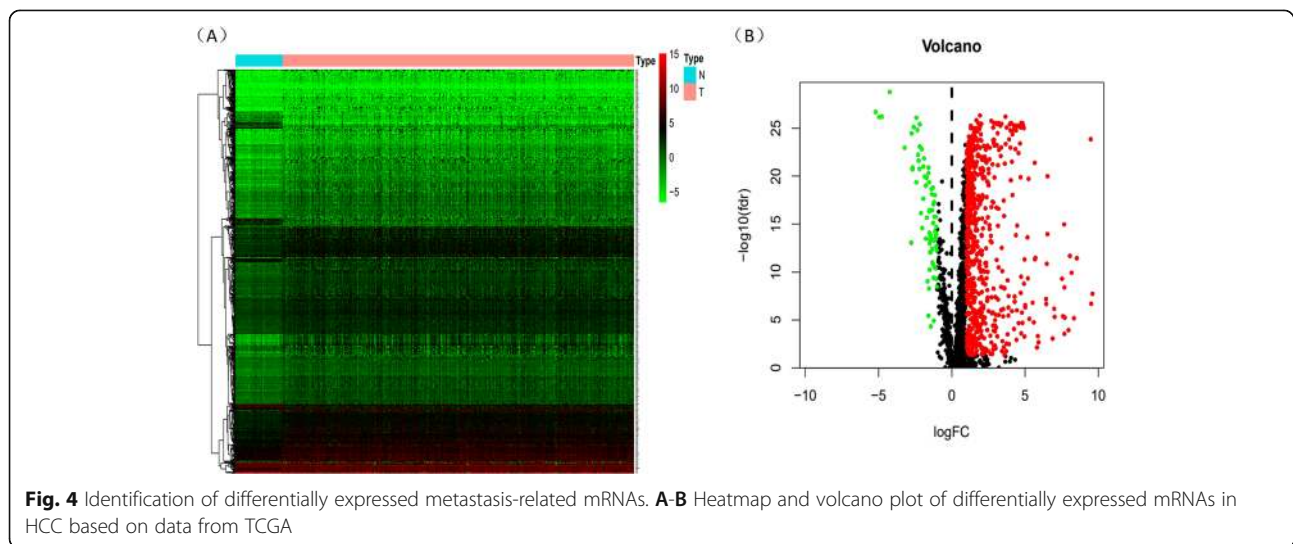 (A)
Type
N
T
Type
15
10
5
0
−5
(B)
Volcano
−log10(fdr)
25
20
15
10
5
0
−10
−5
0
5
10
logFC
Fig. 4 Identification of differentially expressed metastasis-related mRNAs. A-B Heatmap and volcano plot of differentially expressed mRNAs in
HCC based on data from TCGA